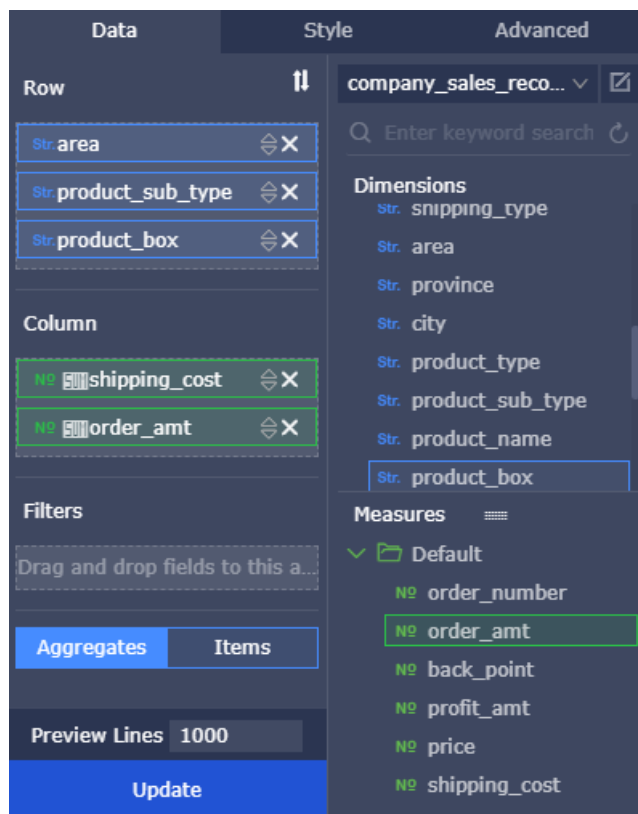 Data
Style
Advanced
Row
Str. area
Str. product_sub_type
Str. product_box
Column
Nº SUM shipping_cost
Nº SUM order_amt
Filters
Drag and drop fields to this a...
Aggregates
Items
Preview Lines 1000
Update
company_sales_reco...
Enter keyword search
Dimensions
Str. shipping_type
Str. area
Str. province
Str. city
Str. product_type
Str. product_sub_type
Str. product_name
Str. product_box
Measures
Default
Nº order_number
Nº order_amt
Nº back_point
Nº profit_amt
Nº price
Nº shipping_cost